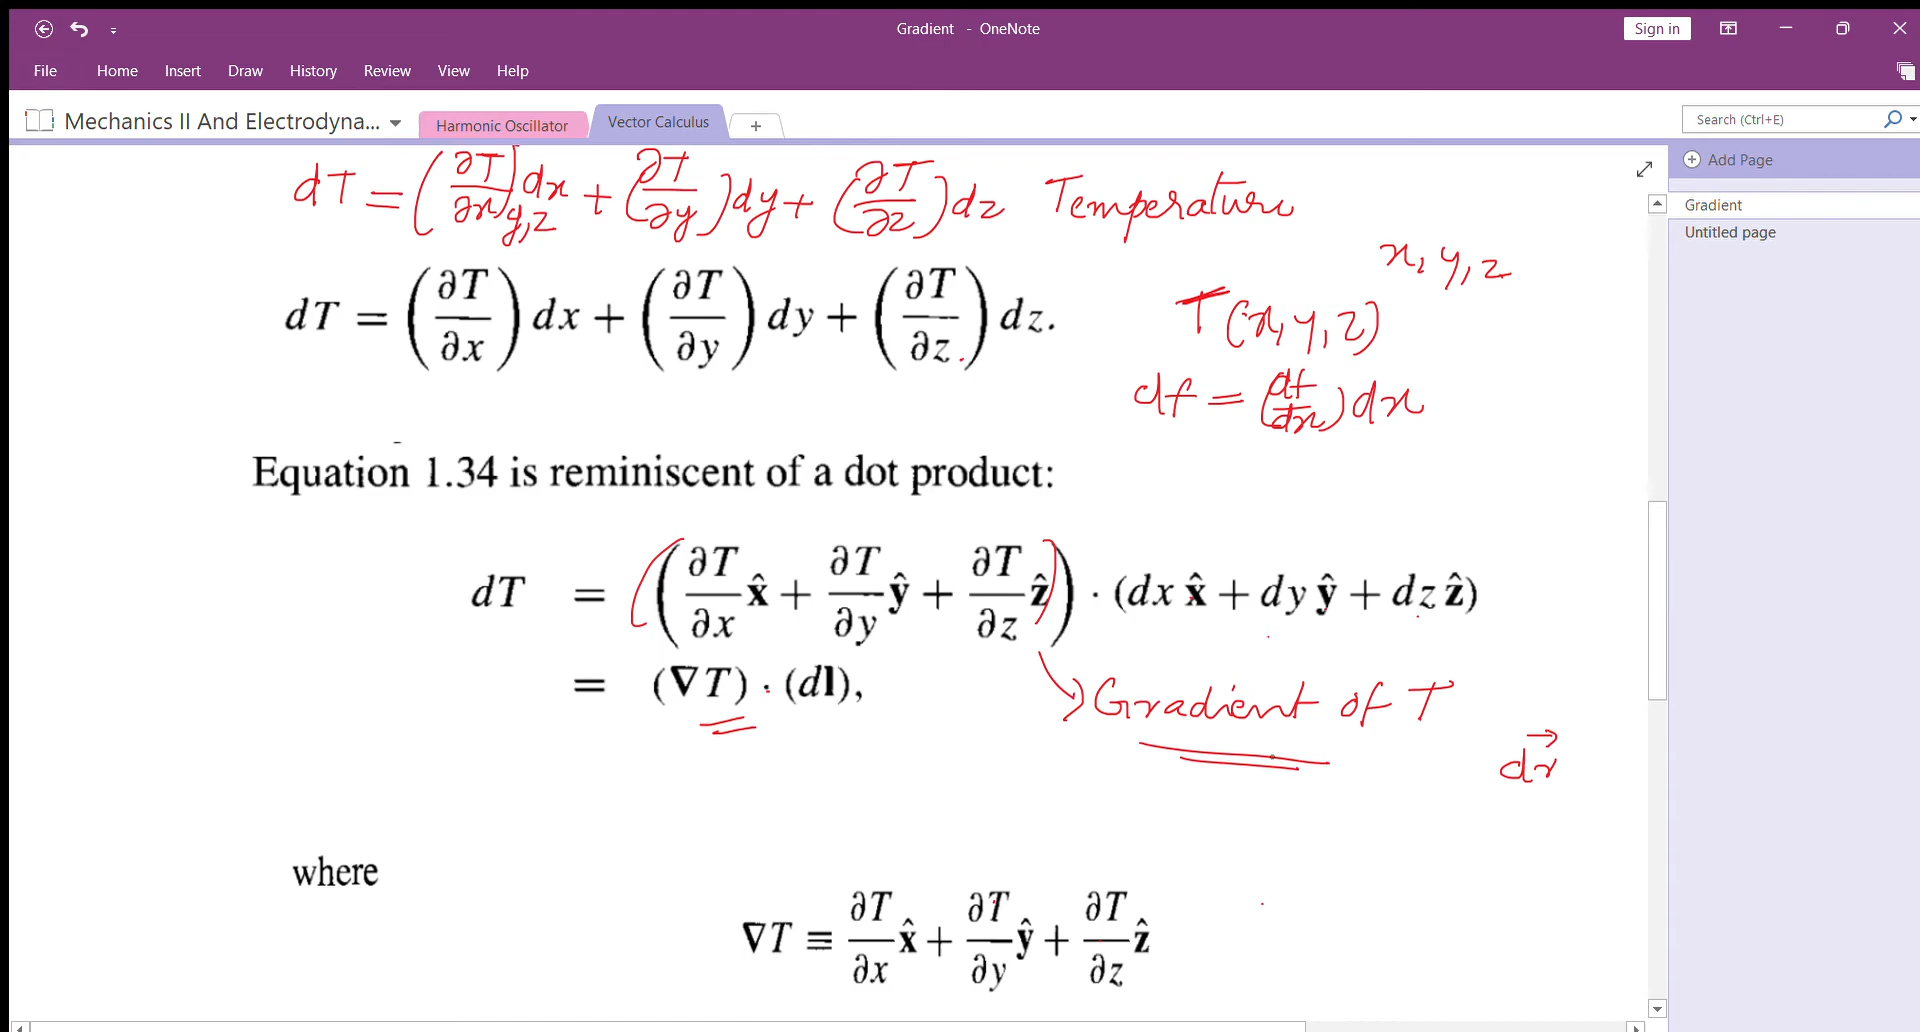 Gradient - OneNote
Sign in
File Home Insert Draw History Review View Help
Mechanics II And Electrodyna...
Harmonic Oscillator
Vector Calculus
+
Search (Ctrl+E)
Add Page
Gradient
Untitled page
dT = (∂T/∂x)y,z dx + (∂T/∂y) dy + (∂T/∂z) dz Temperature
x, y, z
dT = (∂T/∂x) dx + (∂T/∂y) dy + (∂T/∂z) dz.
T(x, y, z)
df = (df/dx) dx
Equation 1.34 is reminiscent of a dot product:
dT = (∂T/∂x x̂ + ∂T/∂y ŷ + ∂T/∂z ẑ) · (dx x̂ + dy ŷ + dz ẑ)
= (∇T) · (dl),
Gradient of T
d→r
where
∇T ≡ ∂T/∂x x̂ + ∂T/∂y ŷ + ∂T/∂z ẑ